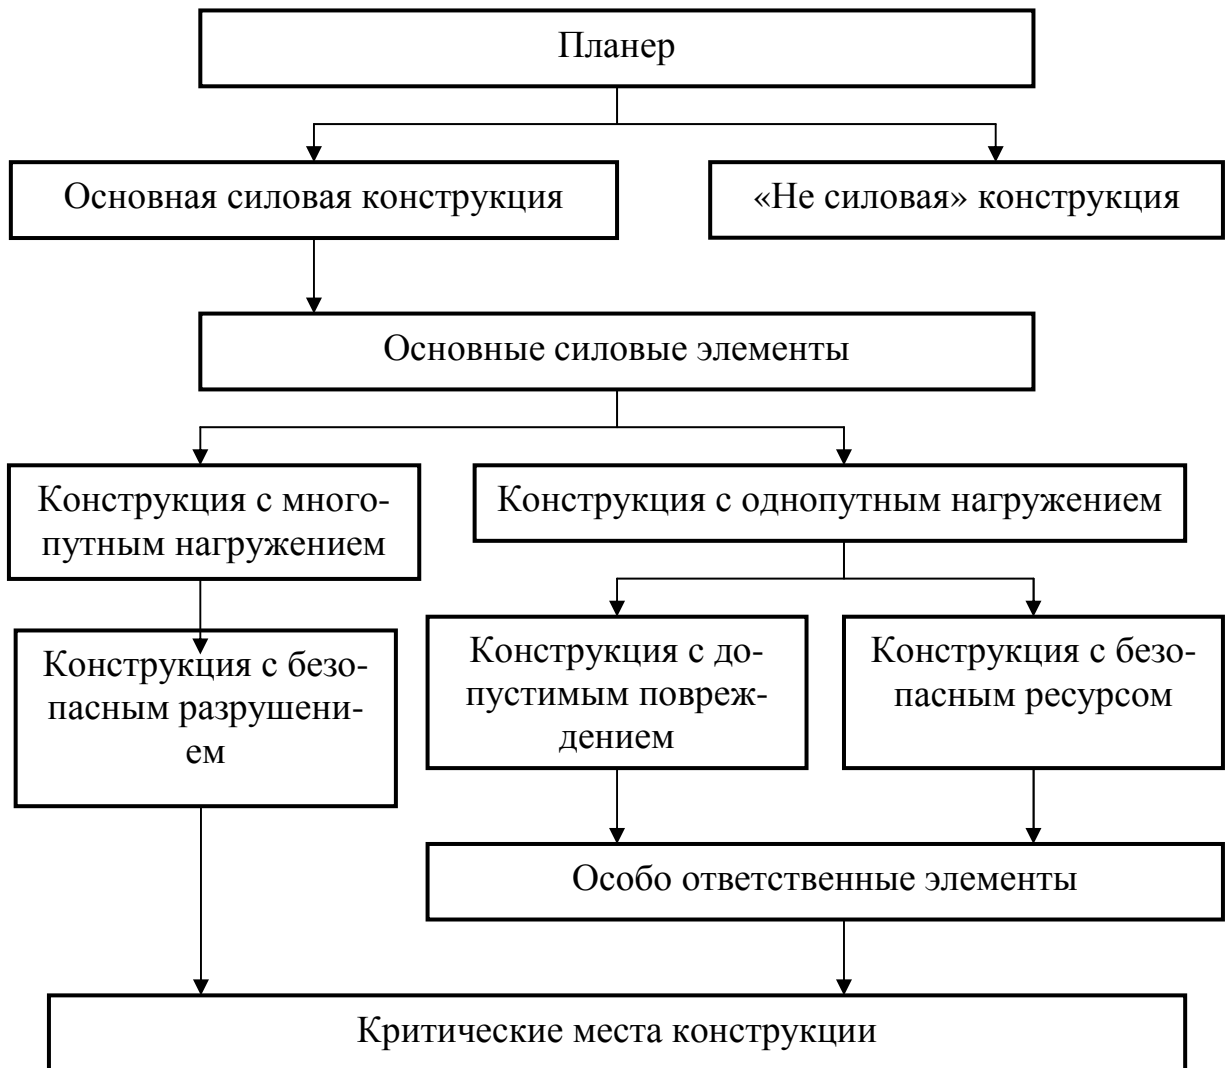 Планер
Основная силовая конструкция
«Не силовая» конструкция
Основные силовые элементы
Конструкция с много-
путным нагружением
Конструкция с однопутным нагружением
Конструкция с безо-
пасным разрушени-
ем
Конструкция с до-
пустимым повреж-
дением
Конструкция с безо-
пасным ресурсом
Особо ответственные элементы
Критические места конструкции